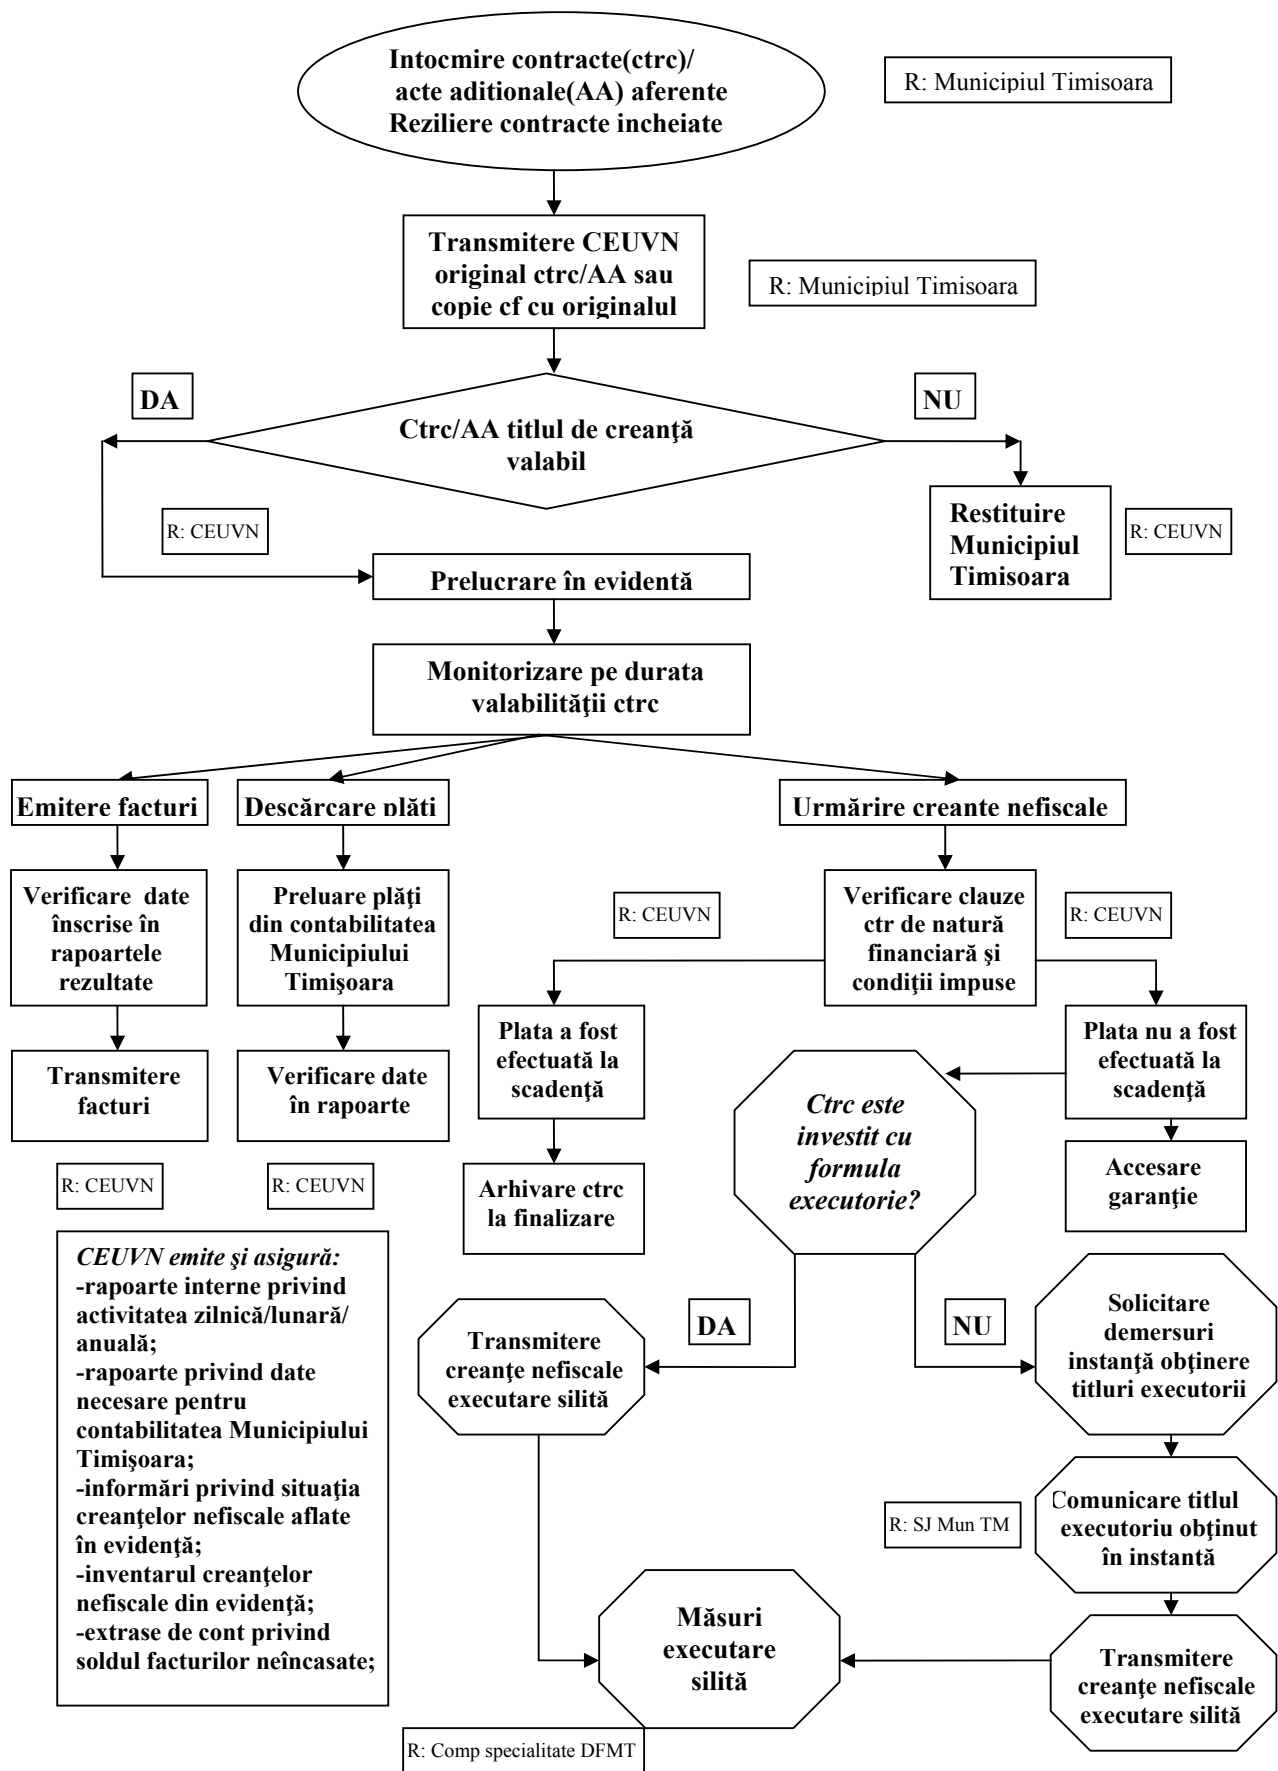 Intocmire contracte(ctrc)/
acte aditionale(AA) aferente
Reziliere contracte incheiate
R: Municipiul Timisoara
Transmitere CEUVN
original ctrc/AA sau
copie cf cu originalul
R: Municipiul Timisoara
DA
NU
Ctrc/AA titlul de creanţă
valabil
R: CEUVN
Restituire
Municipiul
Timisoara
R: CEUVN
Prelucrare în evidentă
Monitorizare pe durata
valabilităţii ctrc
Emitere facturi
Descărcare plăti
Urmărire creante nefiscale
Verificare date
înscrise în
rapoartele
rezultate
Preluare plăţi
din contabilitatea
Municipiului
Timişoara
R: CEUVN
Verificare clauze
ctr de natură
financiară şi
condiţii impuse
R: CEUVN
Transmitere
facturi
Verificare date
în rapoarte
Plata a fost
efectuată la
scadenţă
Ctrc este
investit cu
formula
executorie?
Plata nu a fost
efectuată la
scadenţă
R: CEUVN
R: CEUVN
Arhivare ctrc
la finalizare
Accesare
garanţie
CEUVN emite şi asigură:
-rapoarte interne privind
activitatea zilnică/lunară/
anuală;
-rapoarte privind date
necesare pentru
contabilitatea Municipiului
Timişoara;
-informări privind situaţia
creanţelor nefiscale aflate
în evidenţă;
-inventarul creanţelor
nefiscale din evidenţă;
-extrase de cont privind
soldul facturilor neîncasate;
Transmitere
creanţe nefiscale
executare silită
DA
NU
Solicitare
demersuri
instanţă obţinere
titluri executorii
R: SJ Mun TM
Comunicare titlul
executoriu obţinut
în instantă
Măsuri
executare
silită
Transmitere
creanţe nefiscale
executare silită
R: Comp specialitate DFMT